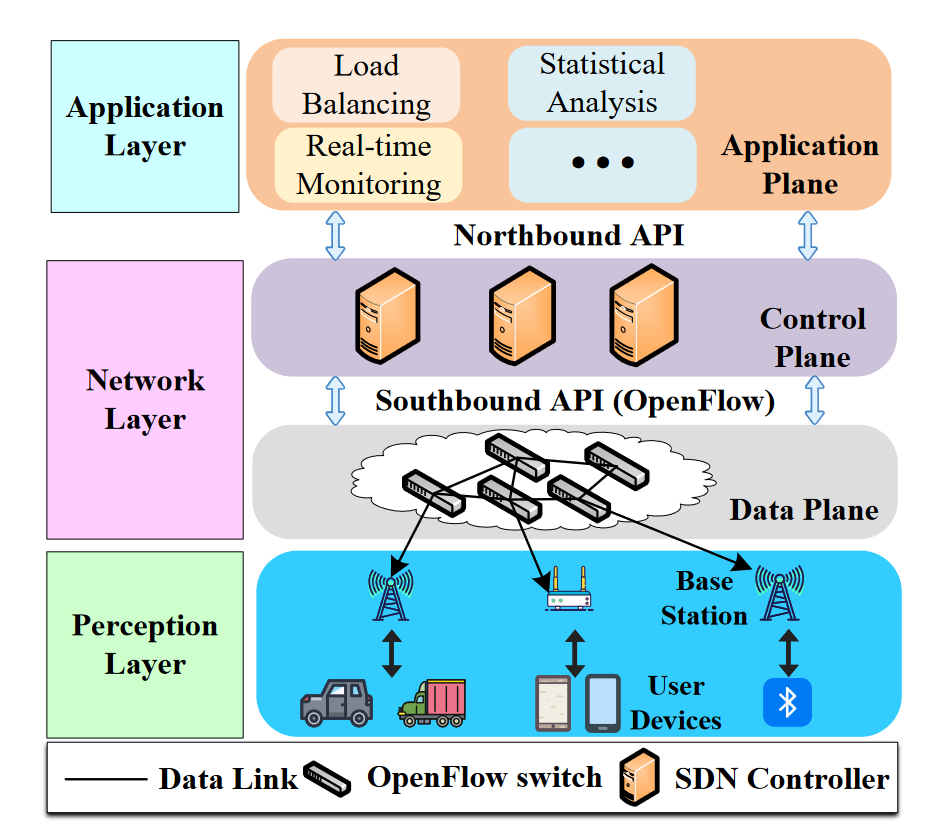 Application
Layer
Load
Balancing
Statistical
Analysis
Real-time
Monitoring
•••
Application
Plane
Northbound API
Network
Layer
Control
Plane
Southbound API (OpenFlow)
Data Plane
Perception
Layer
Base
Station
User
Devices
Data Link
OpenFlow switch
SDN Controller